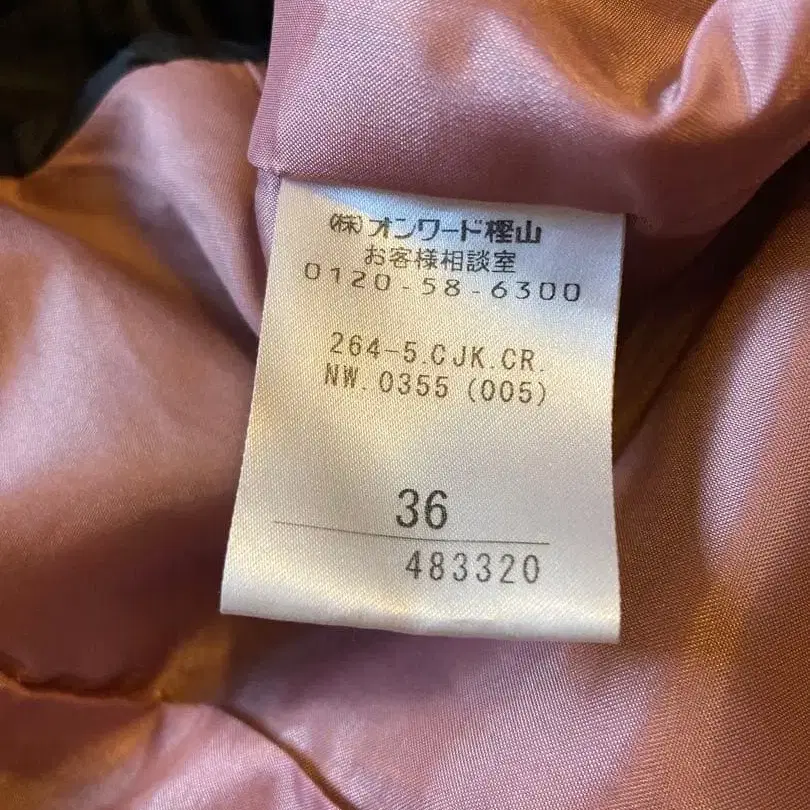 (株)オンワード樫山
お客様相談室
0120-58-6300
264-5.CJK.CR.
NW.0355 (005)
36
483320